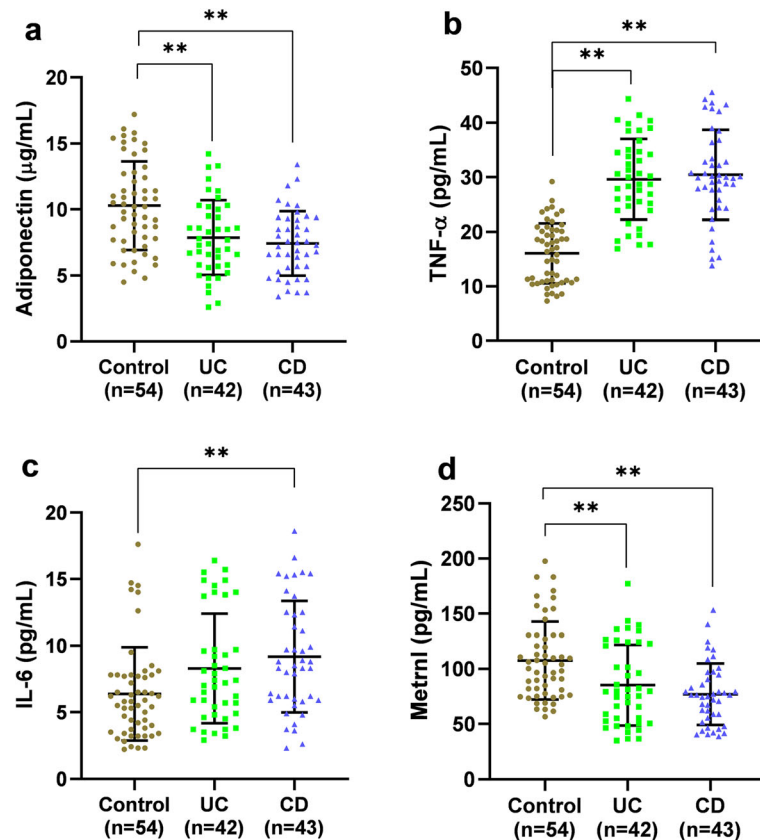 a
**
**
Adiponectin (µg/mL)
20
15
10
5
0
Control
(n=54)
UC
(n=42)
CD
(n=43)
b
**
**
TNF-α (pg/mL)
50
40
30
20
10
0
Control
(n=54)
UC
(n=42)
CD
(n=43)
c
**
IL-6 (pg/mL)
20
15
10
5
0
Control
(n=54)
UC
(n=42)
CD
(n=43)
d
**
**
Metrnl (pg/mL)
250
200
150
100
50
0
Control
(n=54)
UC
(n=42)
CD
(n=43)